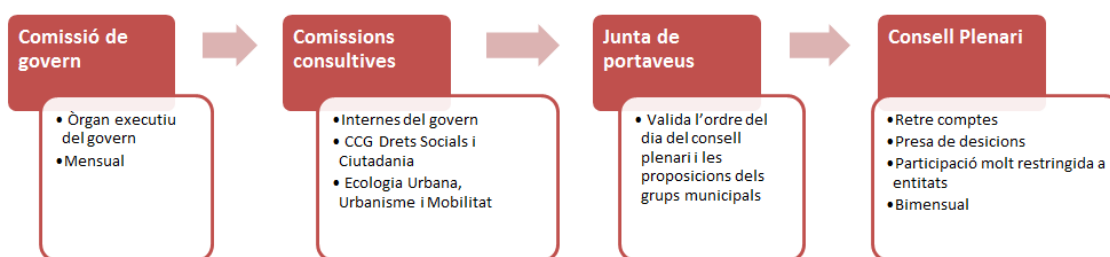 Comissió de
govern
• Òrgan executiu
del govern
• Mensual
Comissions
consultives
• Internes del govern
• CCG Drets Socials i
Ciutadania
• Ecologia Urbana,
Urbanisme i Mobilitat
Junta de
portaveus
• Valida l'ordre del
dia del consell
plenari i les
proposicions dels
grups municipals
Consell Plenari
• Retre comptes
• Presa de desicions
• Participació molt restringida a
entitats
• Bimensual